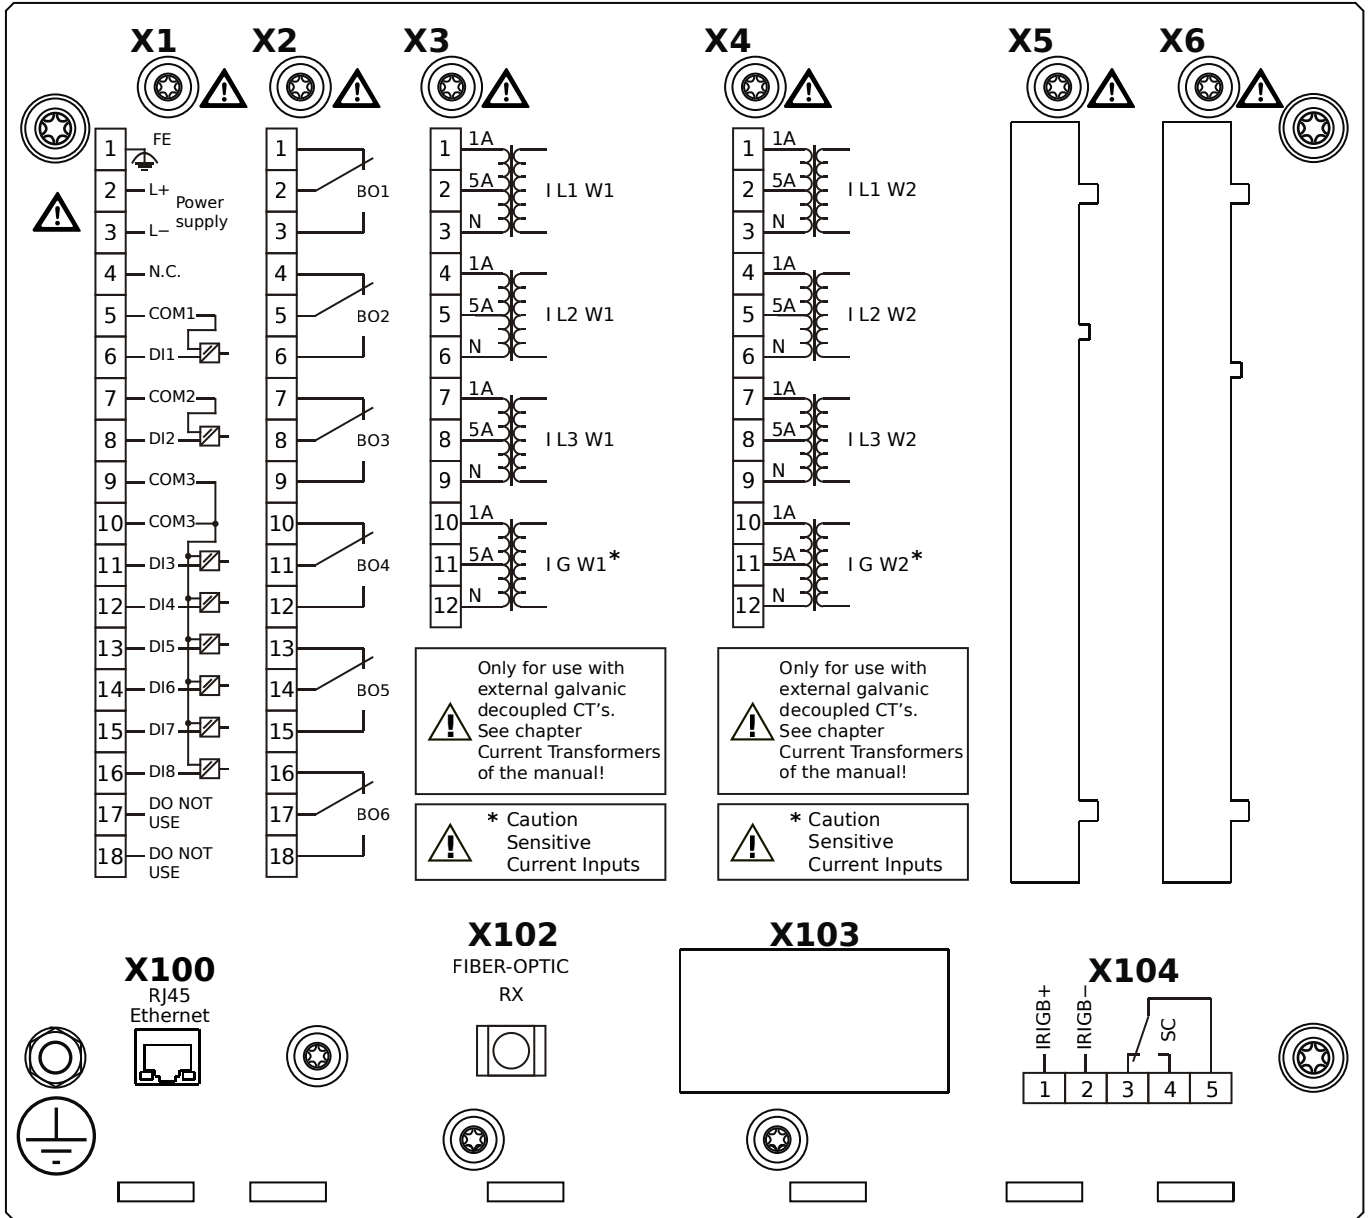 X1
X2
X3
X4
X5
X6
1 FE
2 L+
Power
supply
3 L−
4 N.C.
5 COM1
6 DI1
7 COM2
8 DI2
9 COM3
10 COM3
11 DI3
12 DI4
13 DI5
14 DI6
15 DI7
16 DI8
17 DO NOT
USE
18 DO NOT
USE
1
2 BO1
3
4
5 BO2
6
7
8 BO3
9
10
11 BO4
12
13
14 BO5
15
16
17 BO6
18
1 1A
2 5A I L1 W1
3 N
4 1A
5 5A I L2 W1
6 N
7 1A
8 5A I L3 W1
9 N
10 1A
11 5A I G W1*
12 N
Only for use with
external galvanic
decoupled CT's.
See chapter
Current Transformers
of the manual!
* Caution
Sensitive
Current Inputs
1 1A
2 5A I L1 W2
3 N
4 1A
5 5A I L2 W2
6 N
7 1A
8 5A I L3 W2
9 N
10 1A
11 5A I G W2*
12 N
Only for use with
external galvanic
decoupled CT's.
See chapter
Current Transformers
of the manual!
* Caution
Sensitive
Current Inputs
X100
RJ45
Ethernet
X102
FIBER-OPTIC
RX
X103
X104
IRIGB+
IRIGB−
SC
1 2 3 4 5